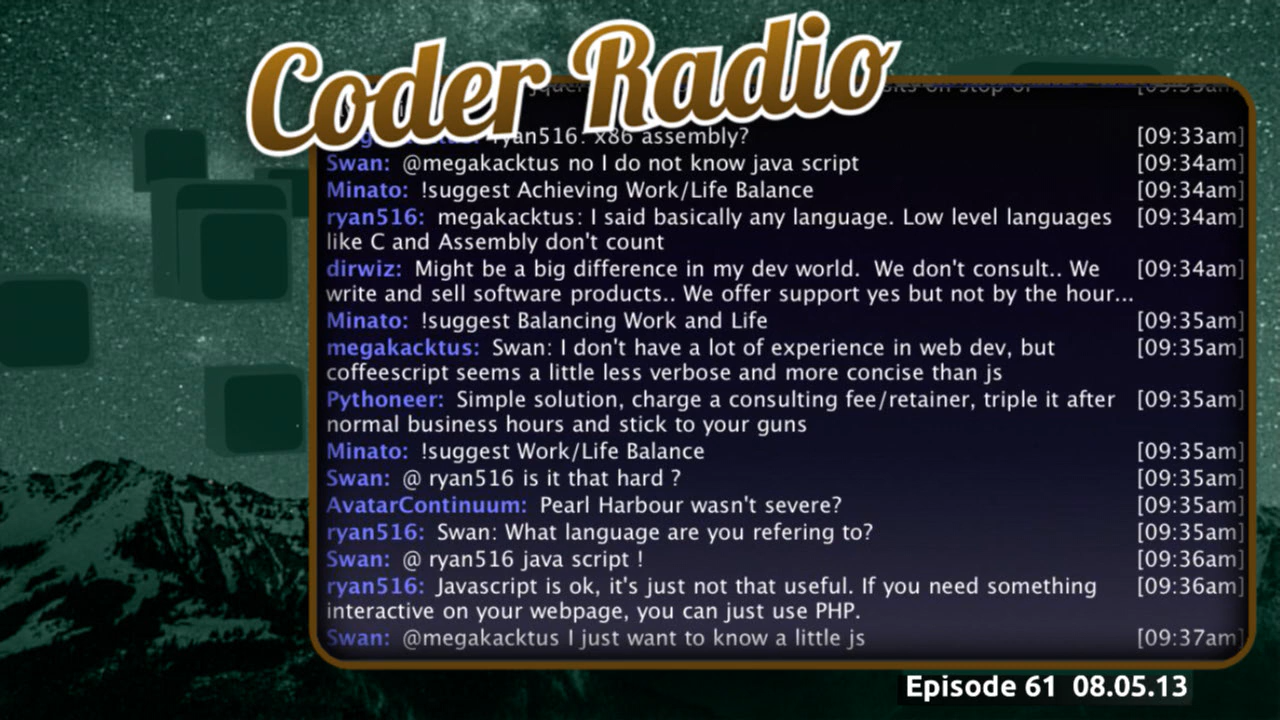 Coder Radio
[09:33am]
ryan516: x86 assembly? [09:33am]
Swan: @megakacktus no I do not know java script [09:34am]
Minato: !suggest Achieving Work/Life Balance [09:34am]
ryan516: megakacktus: I said basically any language. Low level languages [09:34am]
like C and Assembly don't count
dirwiz: Might be a big difference in my dev world. We don't consult.. We [09:34am]
write and sell software products.. We offer support yes but not by the hour...
Minato: !suggest Balancing Work and Life [09:35am]
megakacktus: Swan: I don't have a lot of experience in web dev, but [09:35am]
coffeescript seems a little less verbose and more concise than js
Pythoneer: Simple solution, charge a consulting fee/retainer, triple it after [09:35am]
normal business hours and stick to your guns
Minato: !suggest Work/Life Balance [09:35am]
Swan: @ ryan516 is it that hard ? [09:35am]
AvatarContinuum: Pearl Harbour wasn't severe? [09:35am]
ryan516: Swan: What language are you refering to? [09:35am]
Swan: @ ryan516 java script ! [09:36am]
ryan516: Javascript is ok, it's just not that useful. If you need something [09:36am]
interactive on your webpage, you can just use PHP.
Swan: @megakacktus I just want to know a little js [09:37am]
Episode 61 08.05.13